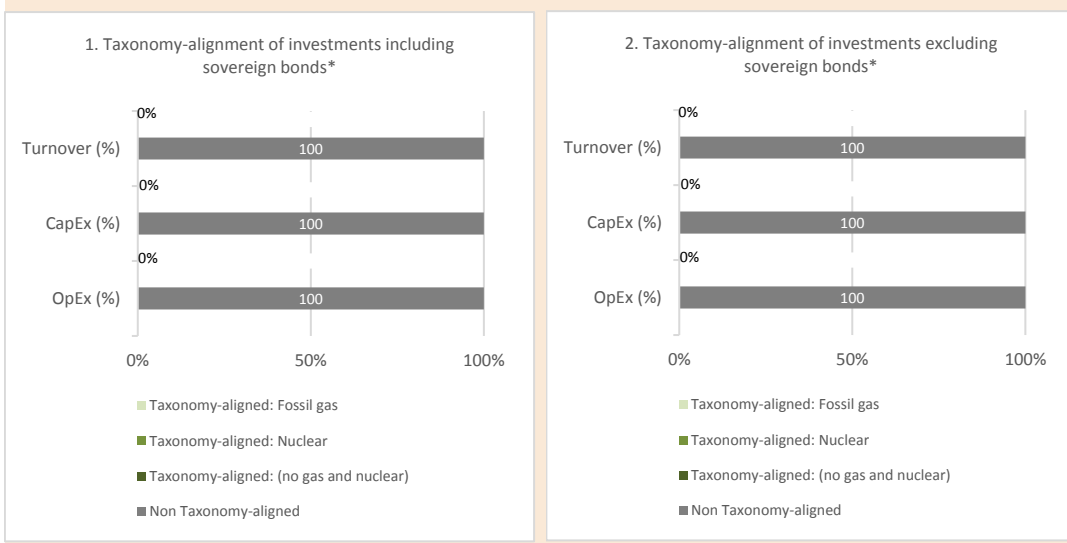 1. Taxonomy-alignment of investments including
sovereign bonds*
0%
Turnover (%)
100
0%
CapEx (%)
100
0%
OpEx (%)
100
0%
50%
100%
Taxonomy-aligned: Fossil gas
Taxonomy-aligned: Nuclear
Taxonomy-aligned: (no gas and nuclear)
Non Taxonomy-aligned
2. Taxonomy-alignment of investments excluding
sovereign bonds*
0%
Turnover (%)
100
0%
CapEx (%)
100
0%
OpEx (%)
100
0%
50%
100%
Taxonomy-aligned: Fossil gas
Taxonomy-aligned: Nuclear
Taxonomy-aligned: (no gas and nuclear)
Non Taxonomy-aligned